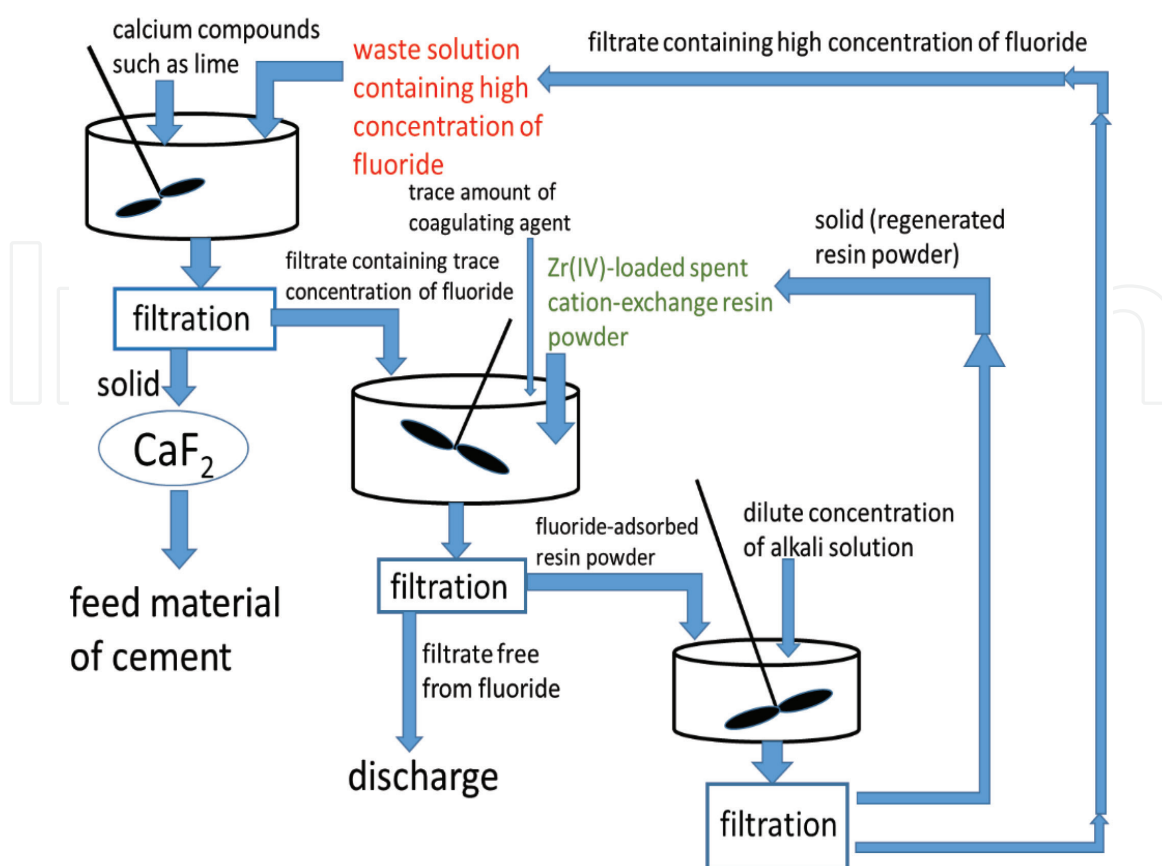 calcium compounds
such as lime
waste solution
containing high
concentration of
fluoride
filtrate containing high concentration of fluoride
trace amount of
coagulating agent
solid (regenerated
resin powder)
filtrate containing trace
concentration of fluoride
Zr(IV)-loaded spent
cation-exchange resin
powder
filtration
solid
CaF₂
feed material
of cement
fluoride-adsorbed
resin powder
dilute concentration
of alkali solution
filtration
filtrate free
from fluoride
discharge
filtration